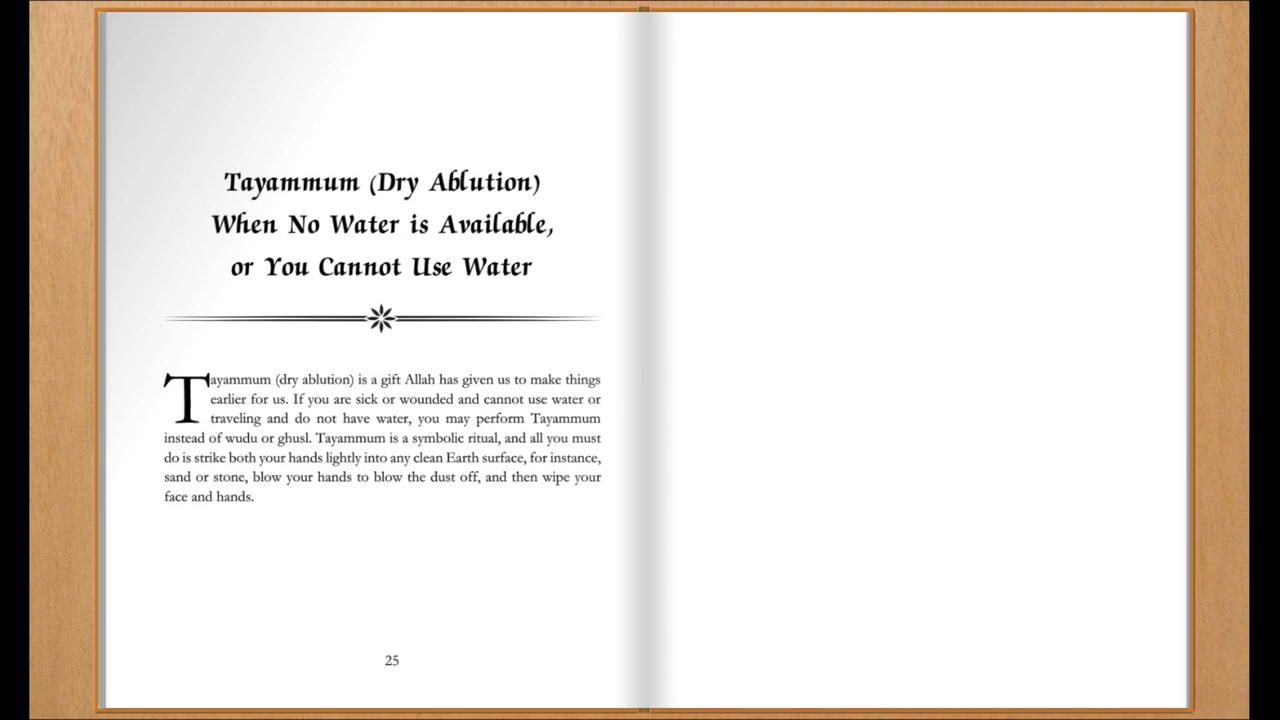 Tayammum (Dry Ablution)
When No Water is Available,
or You Cannot Use Water
Tayammum (dry ablution) is a gift Allah has given us to make things
earlier for us. If you are sick or wounded and cannot use water or
traveling and do not have water, you may perform Tayammum
instead of wudu or ghusl. Tayammum is a symbolic ritual, and all you must
do is strike both your hands lightly into any clean Earth surface, for instance,
sand or stone, blow your hands to blow the dust off, and then wipe your
face and hands.
25